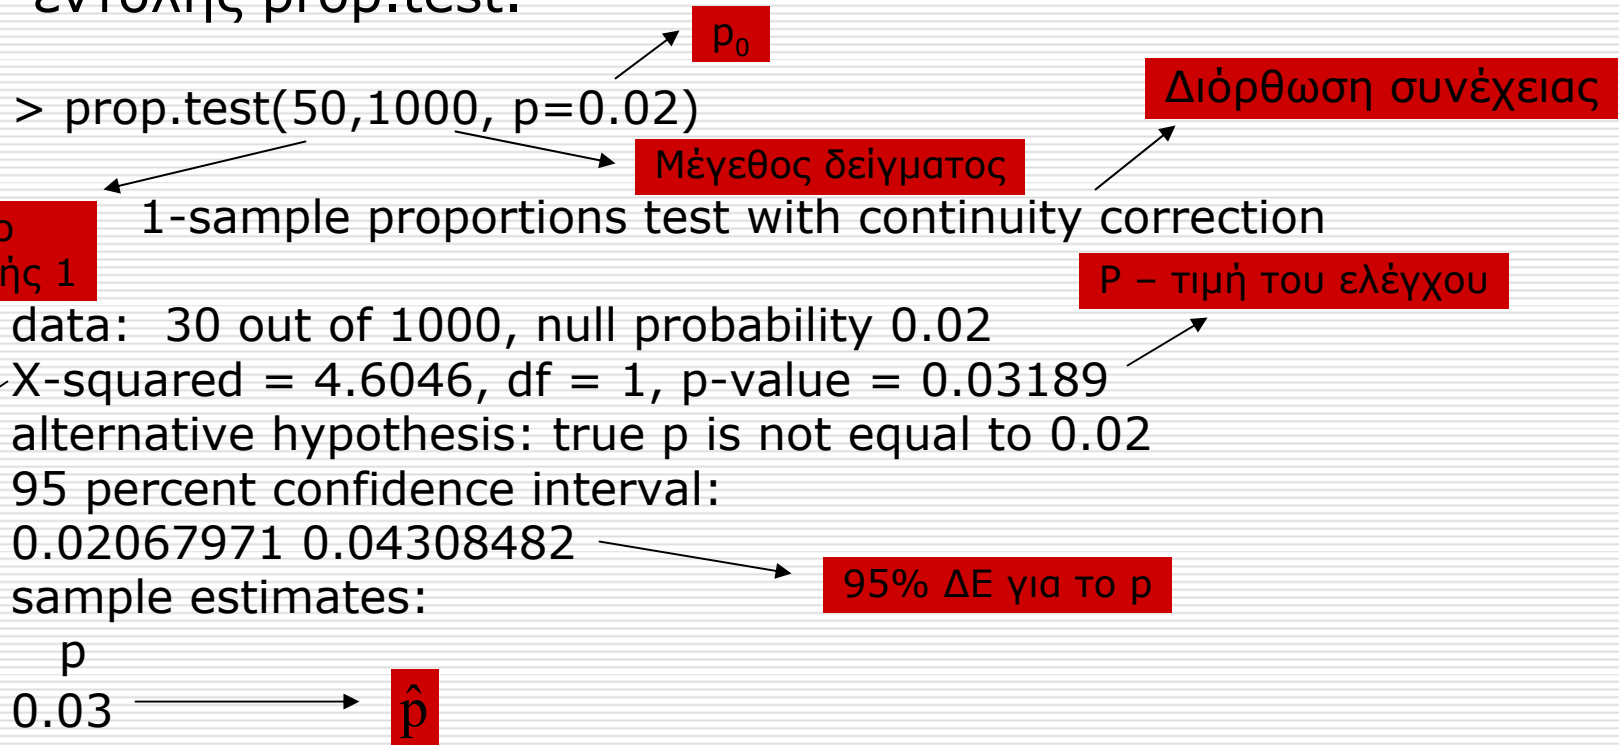 εντολής prop.test:
p₀
> prop.test(50,1000, p=0.02)
Διόρθωση συνέχειας
Μέγεθος δείγματος
1-sample proportions test with continuity correction
1
P – τιμή του ελέγχου
data: 30 out of 1000, null probability 0.02
X-squared = 4.6046, df = 1, p-value = 0.03189
alternative hypothesis: true p is not equal to 0.02
95 percent confidence interval:
0.02067971 0.04308482
95% ΔΕ για το p
sample estimates:
p
0.03
p̂